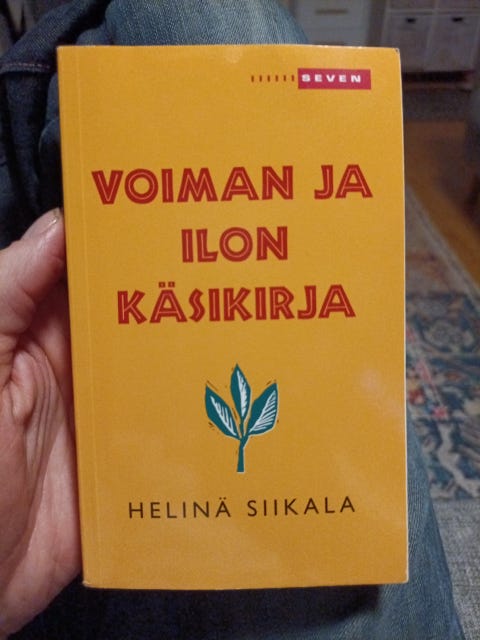 SEVEN
VOIMAN JA
ILON
KÄSIKIRJA
HELINÄ SIIKALA